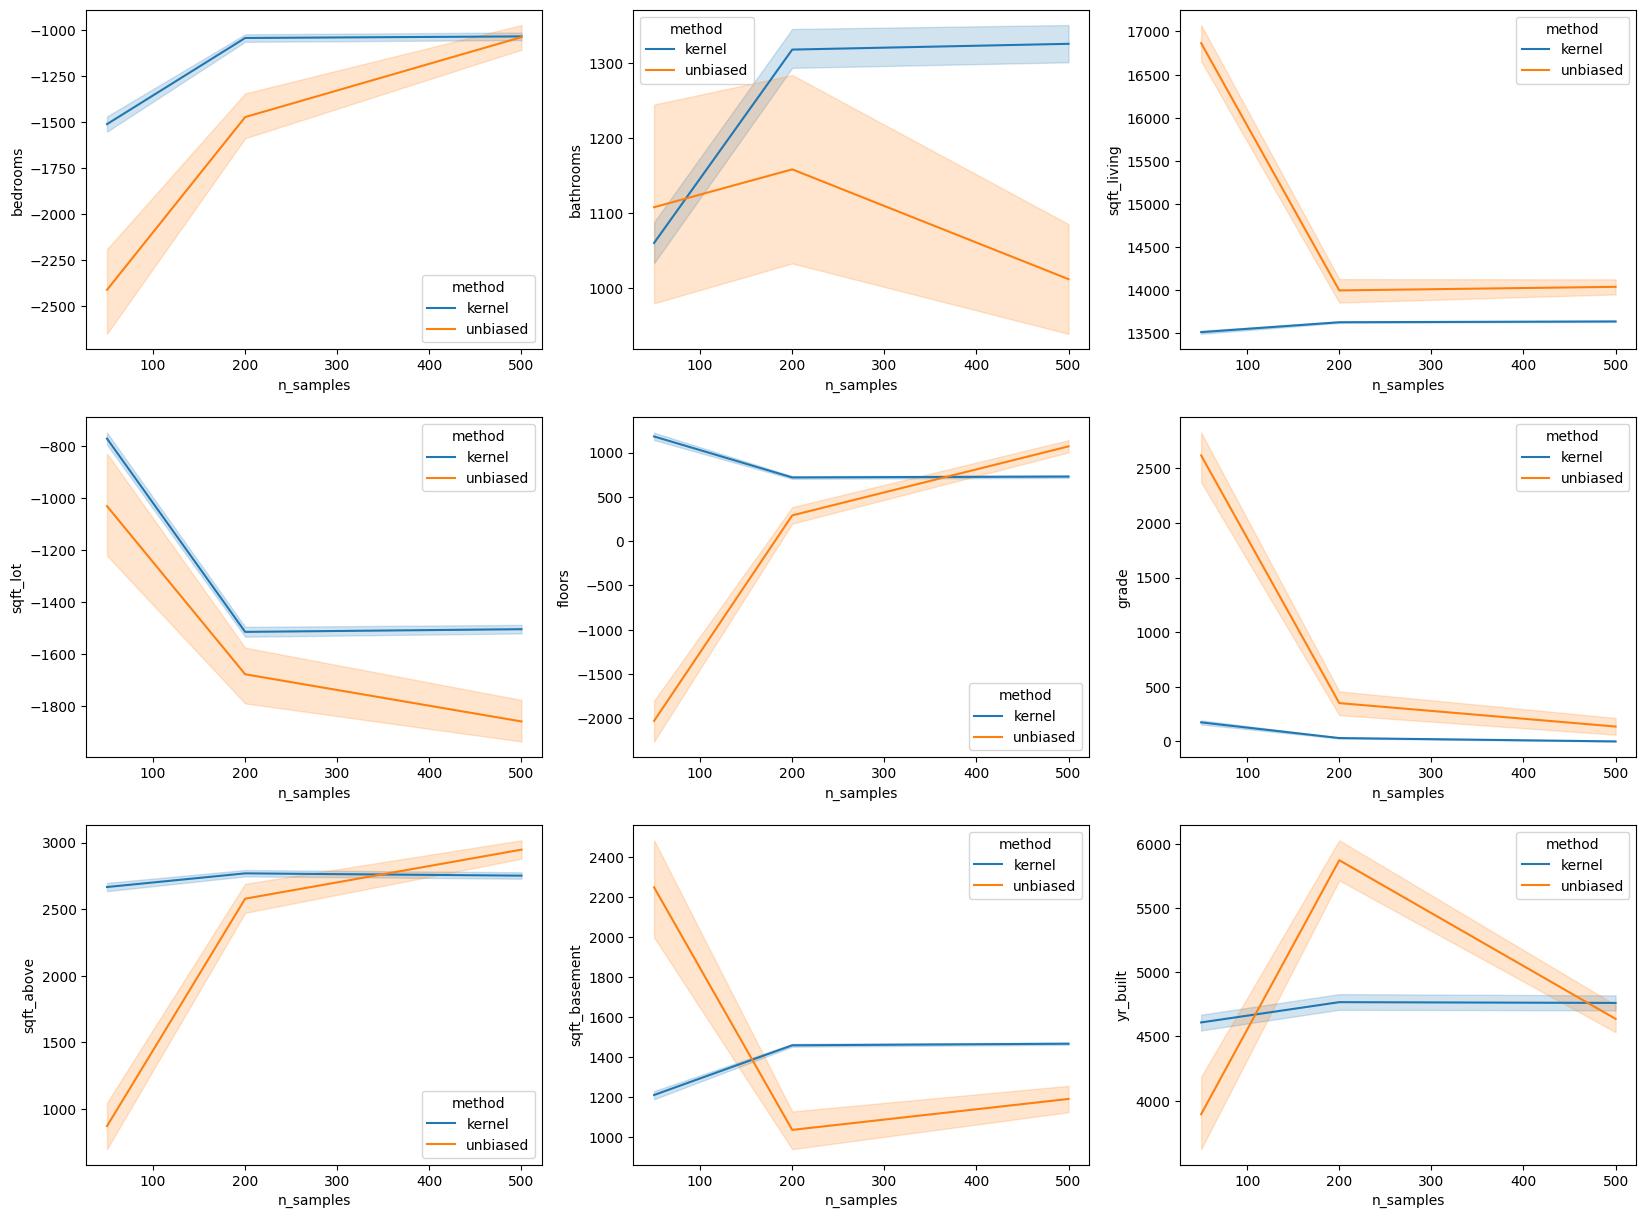 −1000
−1250
−1500
−1750
−2000
−2250
−2500
bedrooms
method
kernel
unbiased
100 200 300 400 500
n_samples
method
kernel
unbiased
1300
1200
1100
1000
bathrooms
100 200 300 400 500
n_samples
17000
16500
16000
15500
15000
14500
14000
13500
sqft_living
method
kernel
unbiased
100 200 300 400 500
n_samples
−800
−1000
−1200
−1400
−1600
−1800
sqft_lot
method
kernel
unbiased
100 200 300 400 500
n_samples
1000
500
0
−500
−1000
−1500
−2000
floors
method
kernel
unbiased
100 200 300 400 500
n_samples
2500
2000
1500
1000
500
0
grade
method
kernel
unbiased
100 200 300 400 500
n_samples
3000
2500
2000
1500
1000
sqft_above
method
kernel
unbiased
100 200 300 400 500
n_samples
2400
2200
2000
1800
1600
1400
1200
1000
sqft_basement
method
kernel
unbiased
100 200 300 400 500
n_samples
6000
5500
5000
4500
4000
yr_built
method
kernel
unbiased
100 200 300 400 500
n_samples